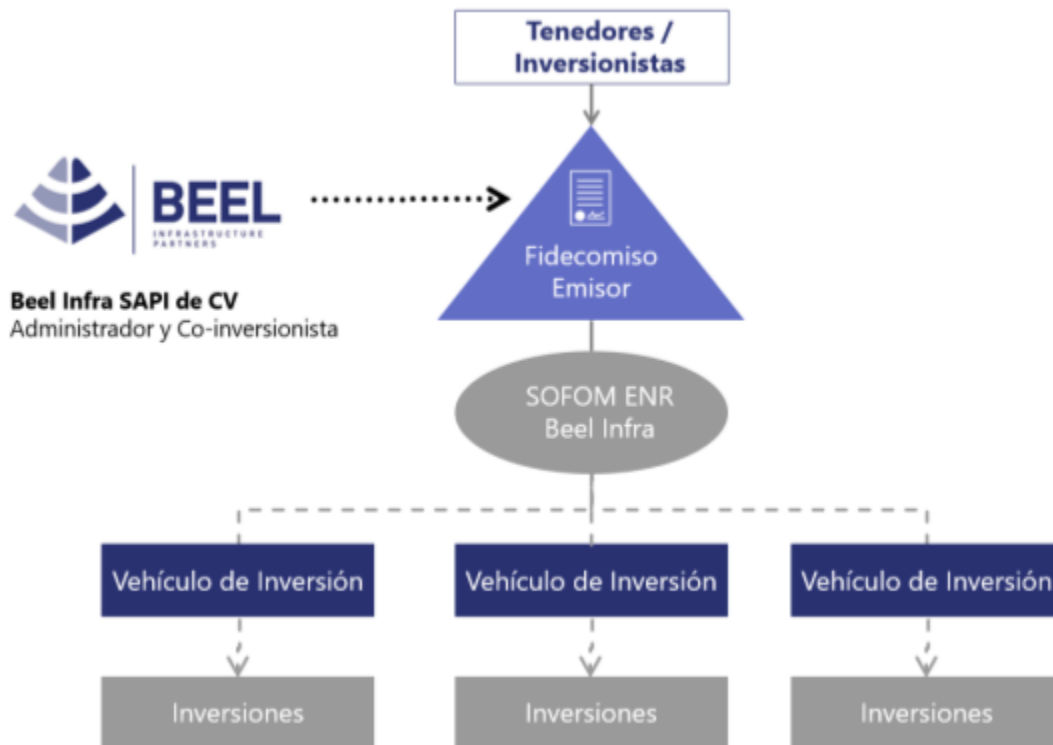 Tenedores /
Inversionistas
BEEL
INFRASTRUCTURE
PARTNERS
Fidecomiso
Emisor
Beel Infra SAPI de CV
Administrador y Co-inversionista
SOFOM ENR
Beel Infra
Vehículo de Inversión
Vehículo de Inversión
Vehículo de Inversión
Inversiones
Inversiones
Inversiones